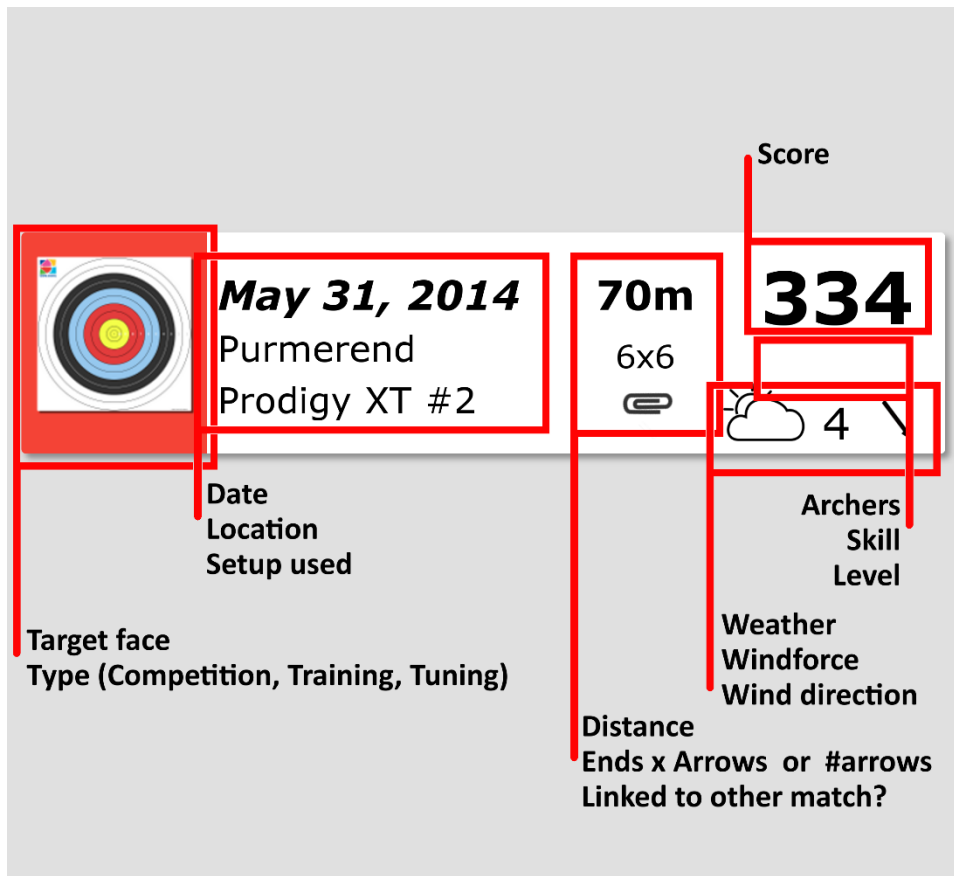 Score
May 31, 2014
Purmerend
Prodigy XT #2
70m
6x6
334
4
Date
Location
Setup used
Archers
Skill
Level
Target face
Type (Competition, Training, Tuning)
Weather
Windforce
Wind direction
Distance
Ends x Arrows or #arrows
Linked to other match?